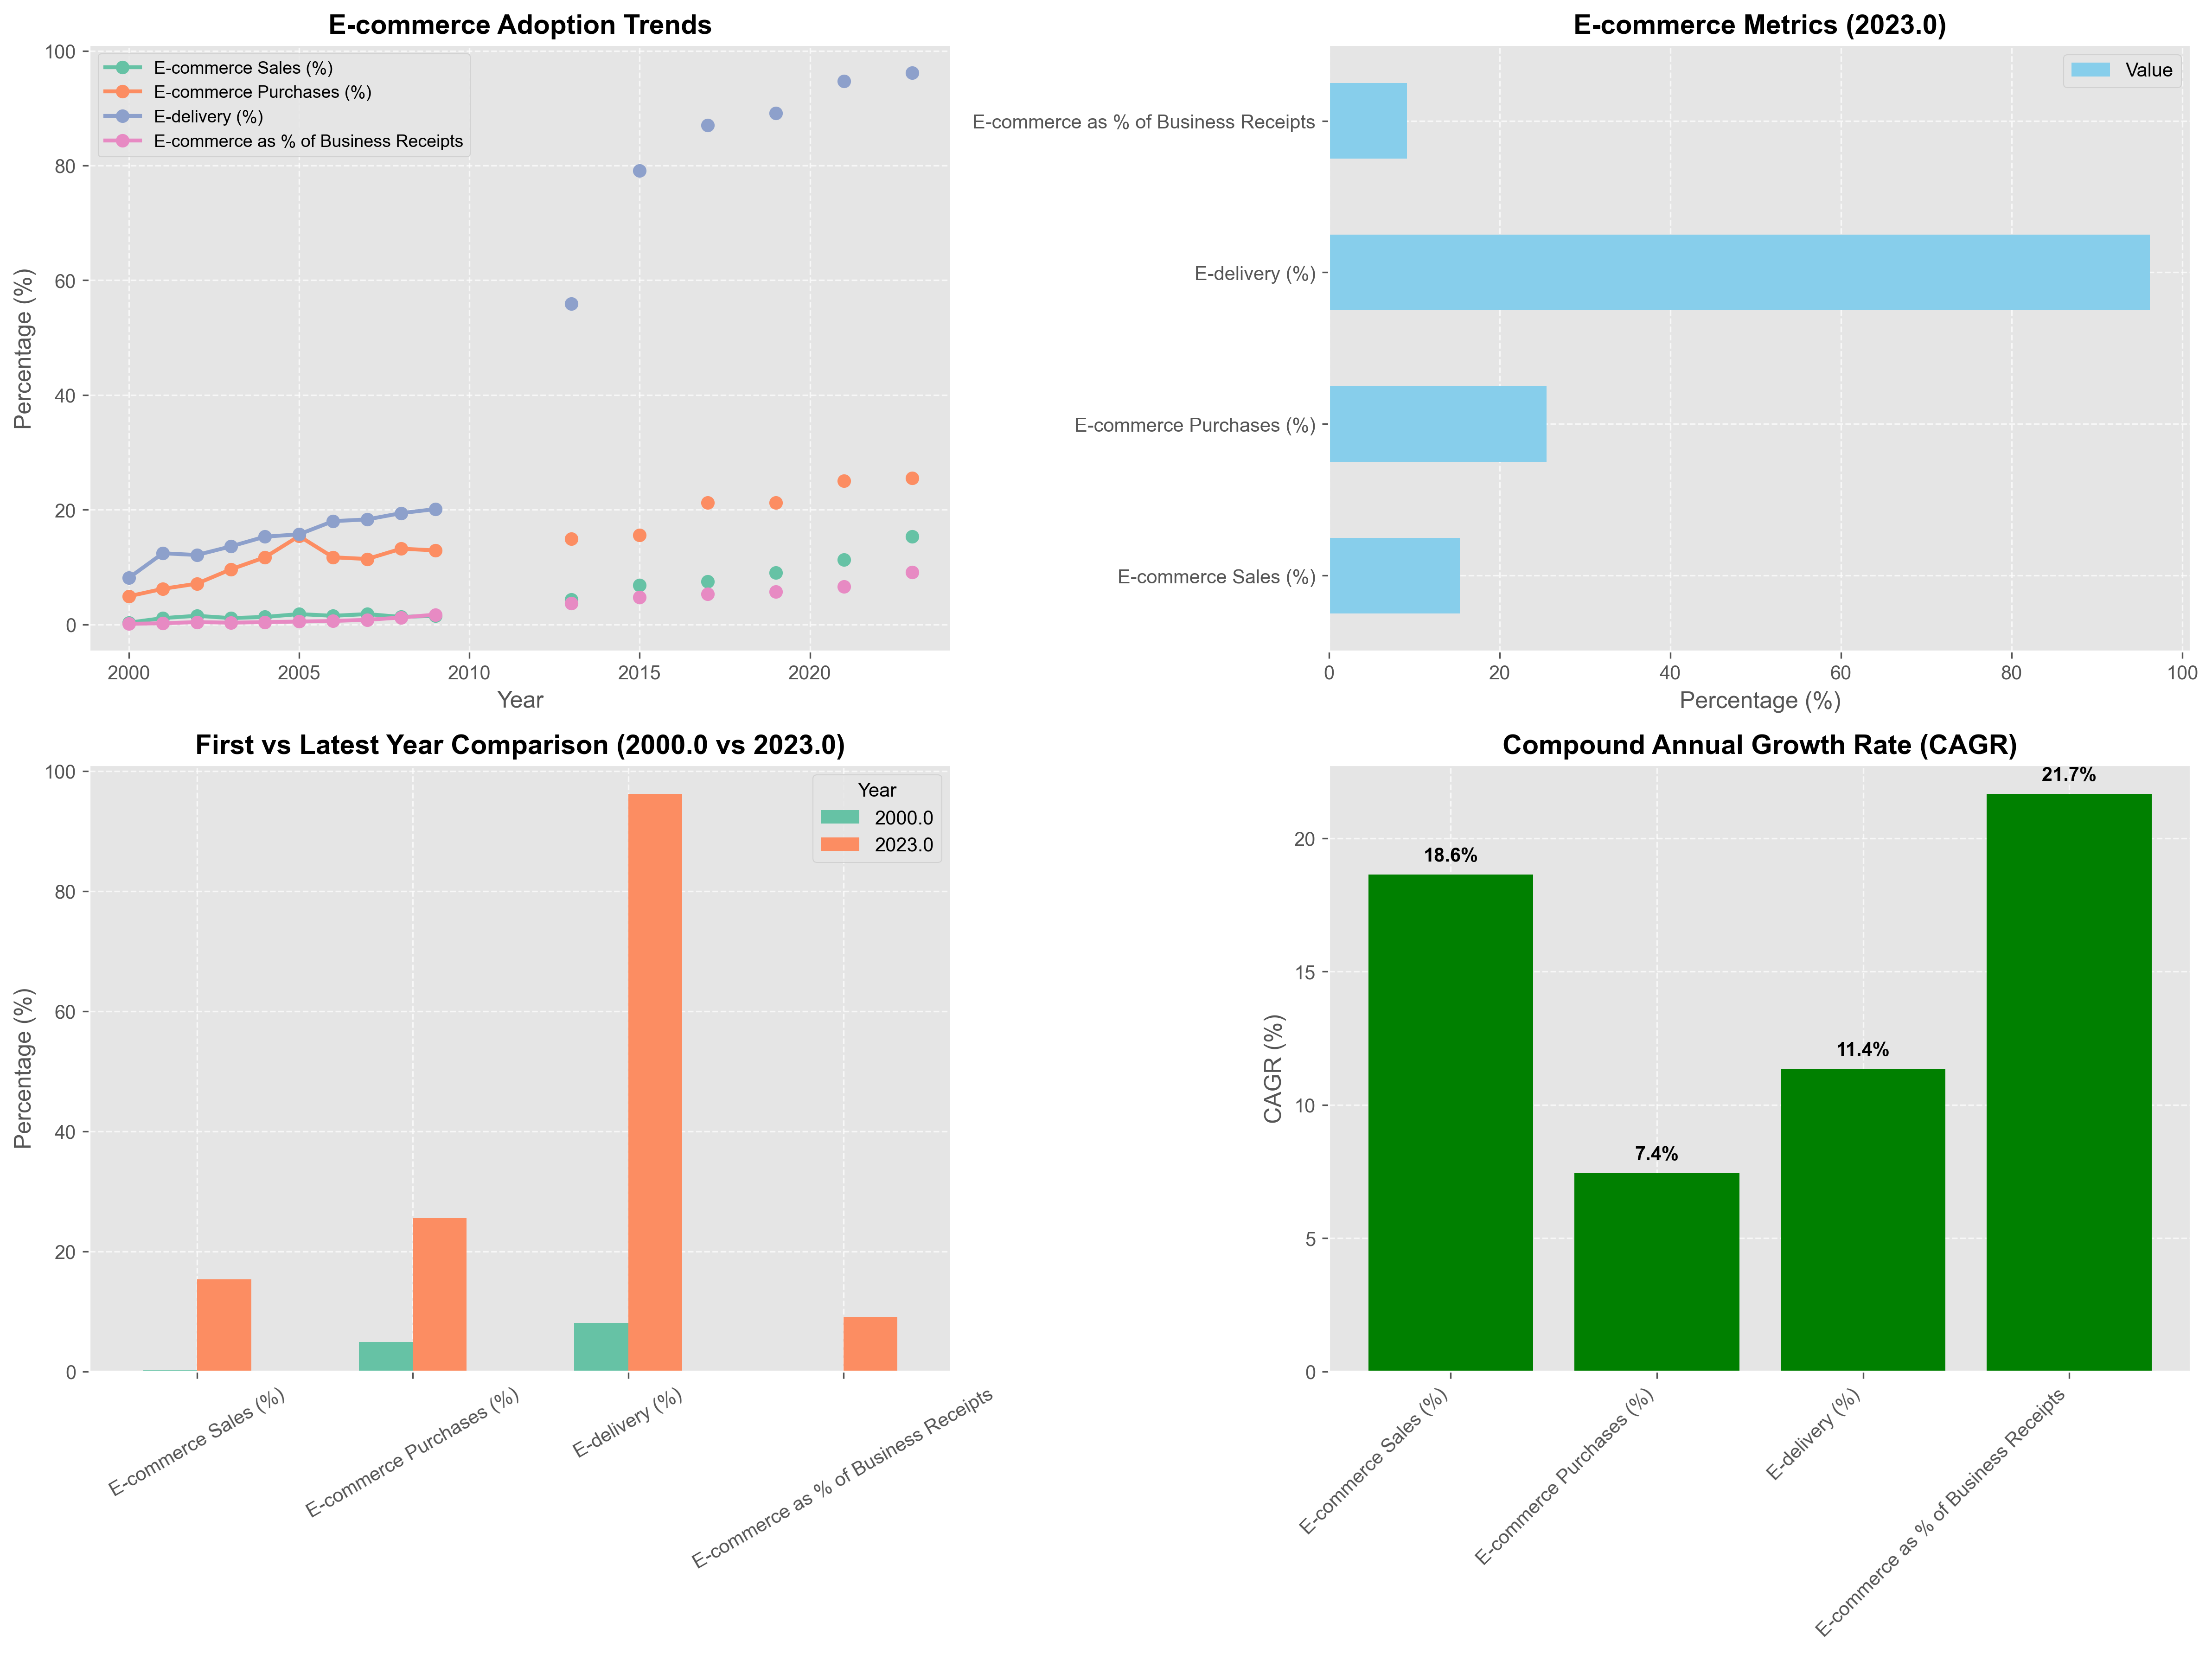 E-commerce Adoption Trends
Percentage (%)
100
80
60
40
20
0
E-commerce Sales (%)
E-commerce Purchases (%)
E-delivery (%)
E-commerce as % of Business Receipts
2000
2005
2010
2015
2020
Year
E-commerce Metrics (2023.0)
Value
E-commerce as % of Business Receipts
E-delivery (%)
E-commerce Purchases (%)
E-commerce Sales (%)
0
20
40
60
80
100
Percentage (%)
First vs Latest Year Comparison (2000.0 vs 2023.0)
Percentage (%)
100
80
60
40
20
0
Year
2000.0
2023.0
E-commerce Sales (%)
E-commerce Purchases (%)
E-delivery (%)
E-commerce as % of Business Receipts
Compound Annual Growth Rate (CAGR)
CAGR (%)
20
15
10
5
0
18.6%
7.4%
11.4%
21.7%
E-commerce Sales (%)
E-commerce Purchases (%)
E-delivery (%)
E-commerce as % of Business Receipts